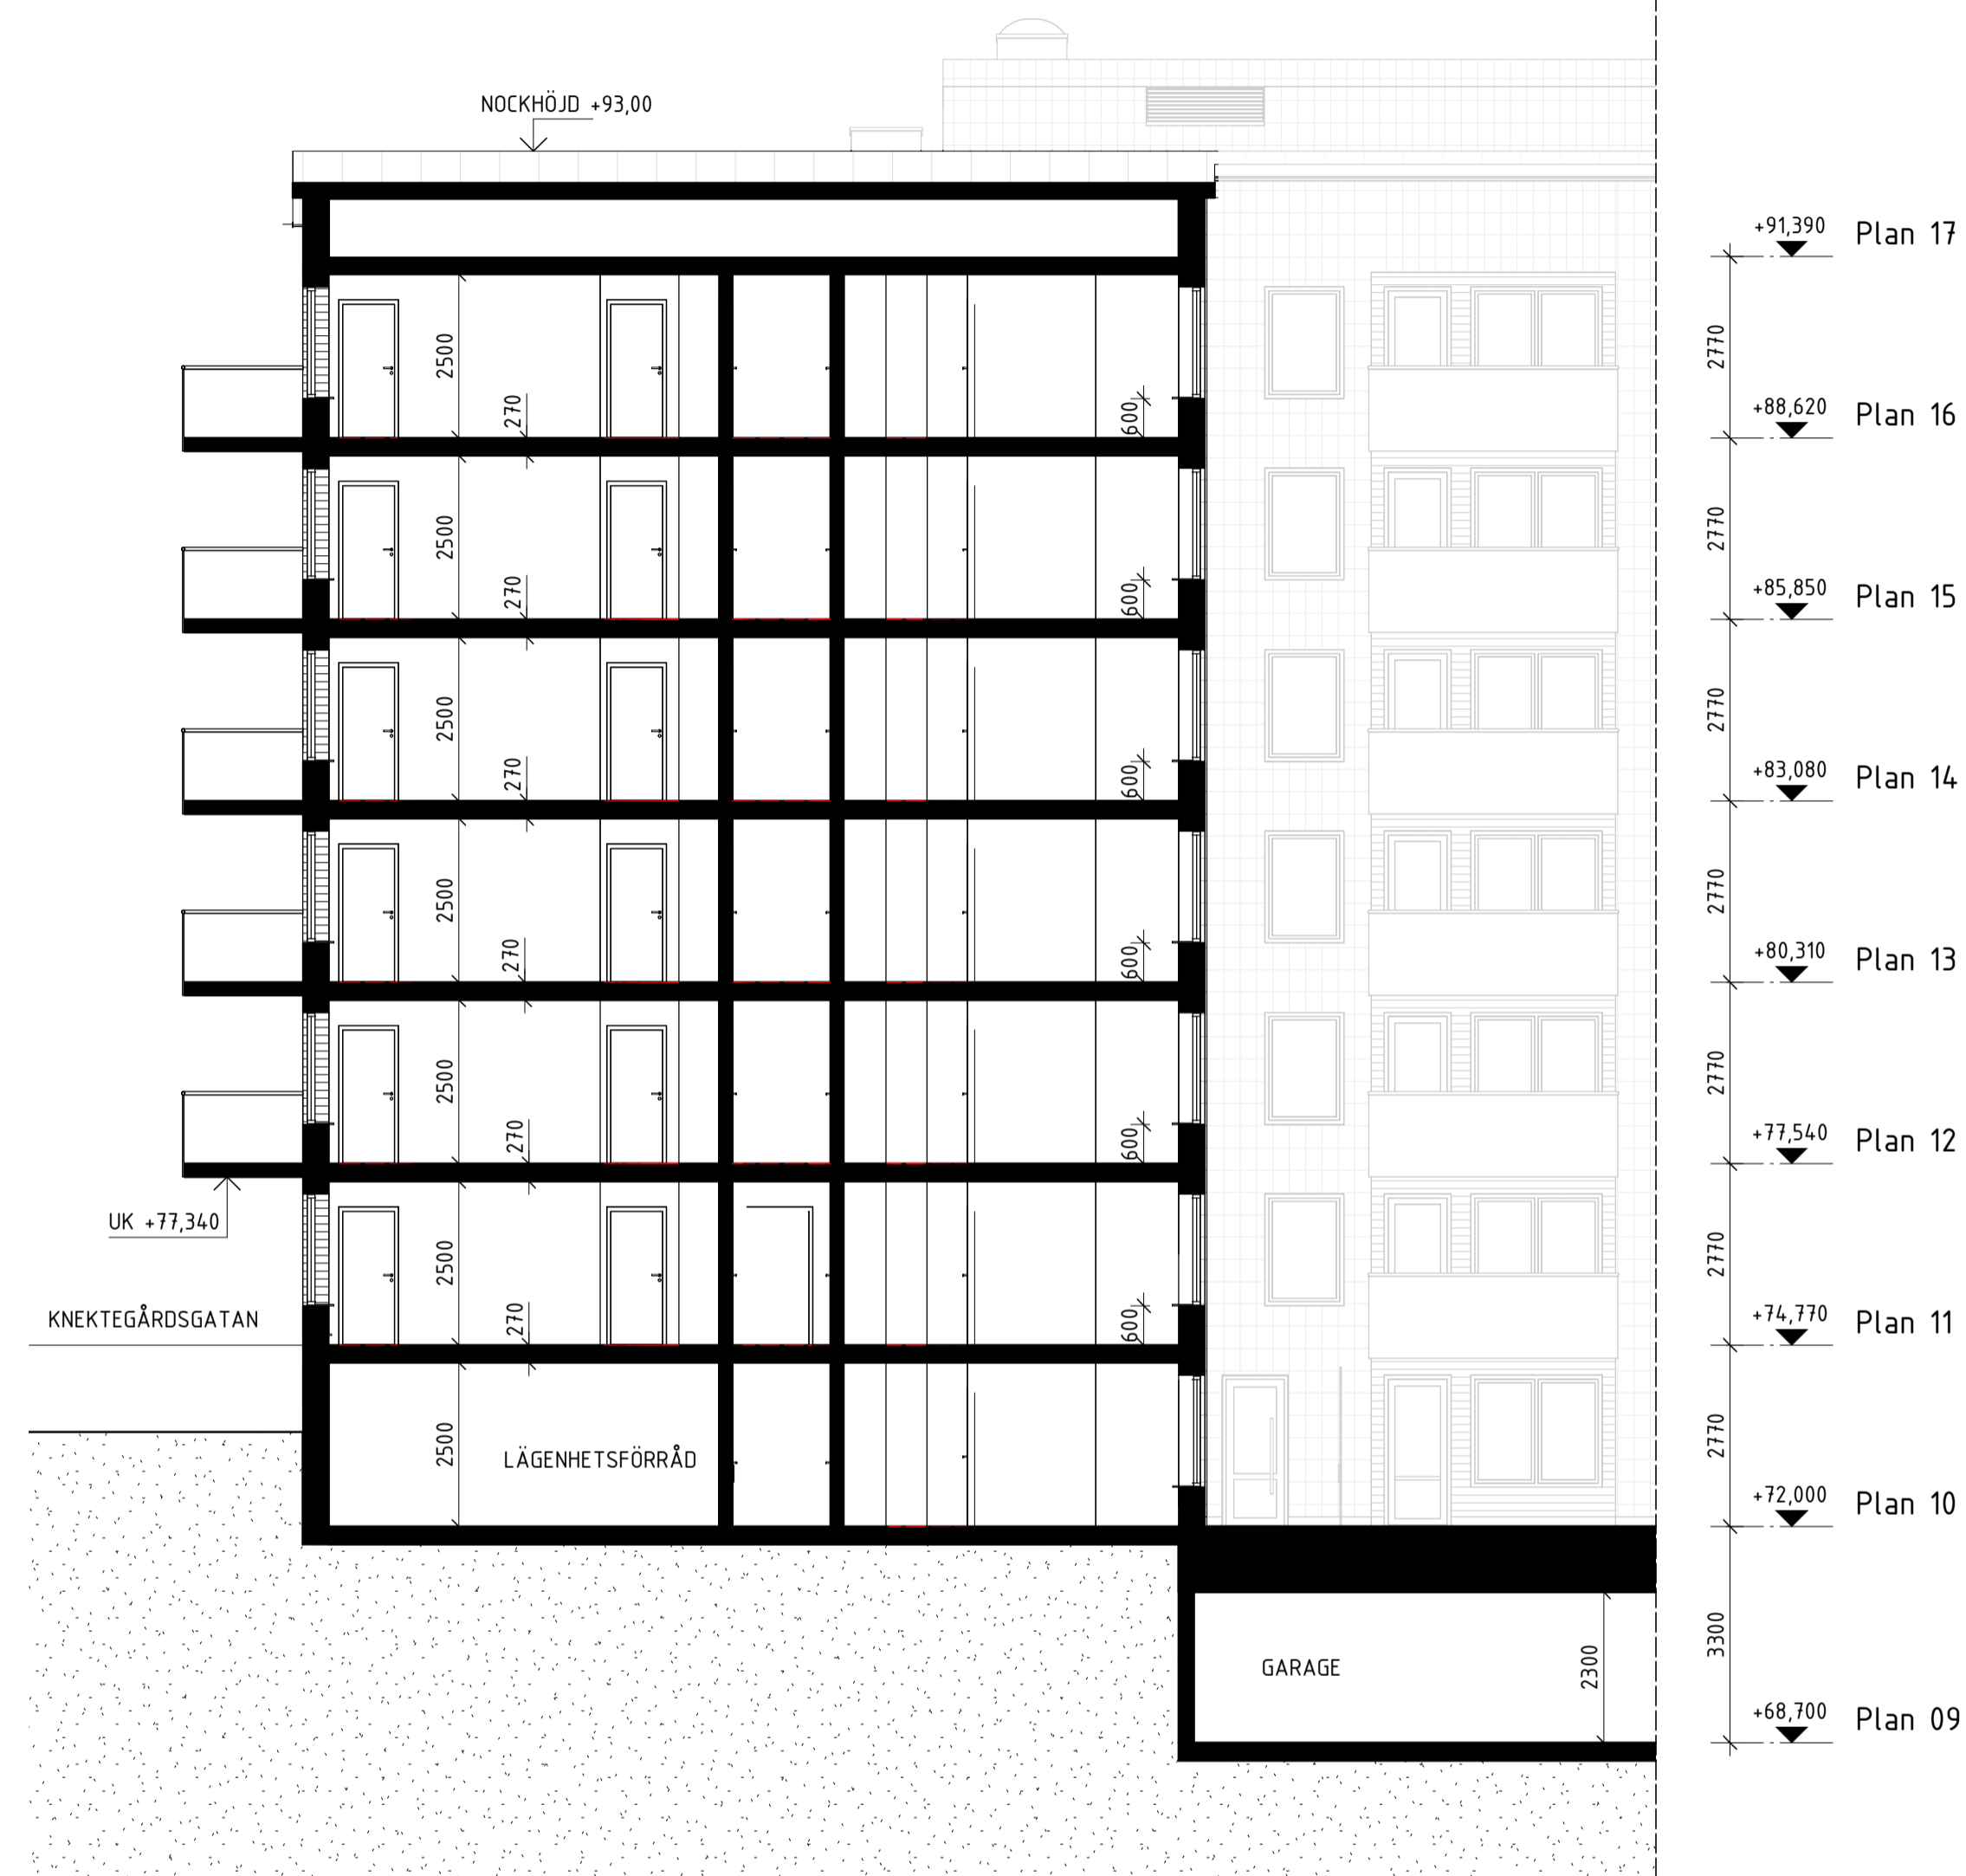 NOCKHÖJD +93,00
+91,390 Plan 17
2500
2770
270
600
+88,620 Plan 16
2500
2770
270
600
+85,850 Plan 15
2500
2770
270
600
+83,080 Plan 14
2500
2770
270
600
+80,310 Plan 13
2500
2770
270
600
+77,540 Plan 12
UK +77,340
2500
2770
KNEKTEGÅRDSGATAN
270
600
+74,770 Plan 11
2500
LÄGENHETSFÖRRÅD
2770
+72,000 Plan 10
GARAGE
2300
3300
+68,700 Plan 09